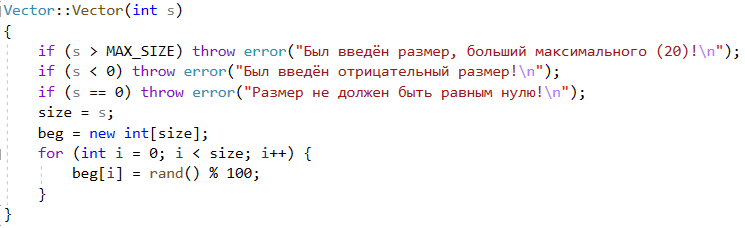 Vector::Vector(int s)
{
    if (s > MAX_SIZE) throw error("Был введён размер, больший максимального (20)!\n");
    if (s < 0) throw error("Был введён отрицательный размер!\n");
    if (s == 0) throw error("Размер не должен быть равным нулю!\n");
    size = s;
    beg = new int[size];
    for (int i = 0; i < size; i++) {
        beg[i] = rand() % 100;
    }
}